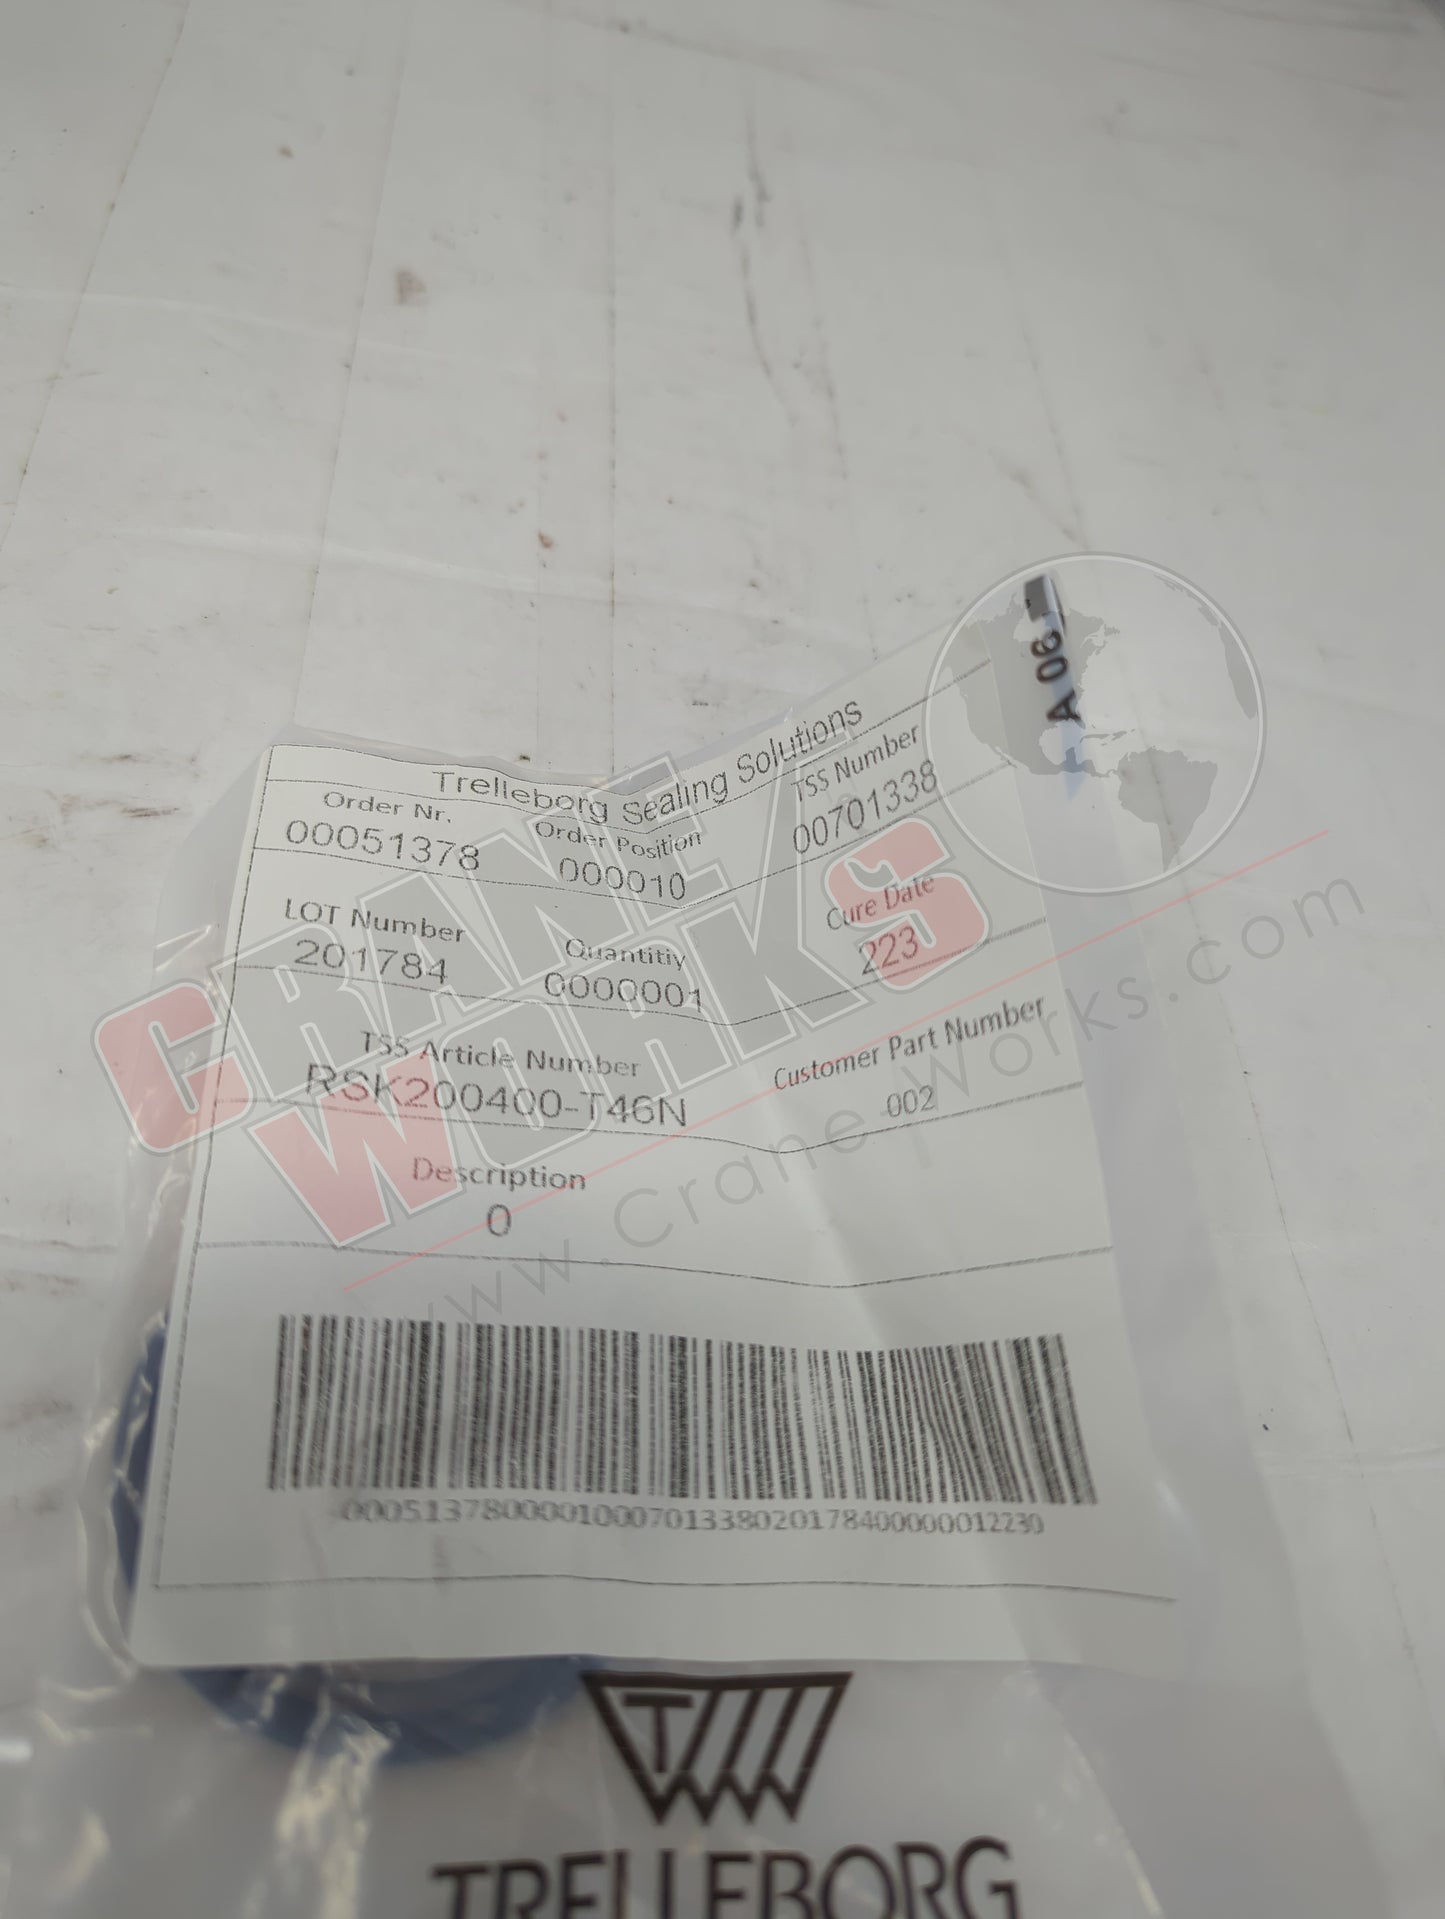 A 06
Trelleborg Sealing Solutions
Order Nr. Order Position TSS Number
00051378 000010 00701338
LOT Number Quantitiy Cure Date
201784 0000001 223
TSS Article Number Customer Part Number
RSK200400-T46N 002
Description
0
00051378000010007013380201784000000012230
TRELLEBORG
CRANE
WORKS
www.CraneWorks.com